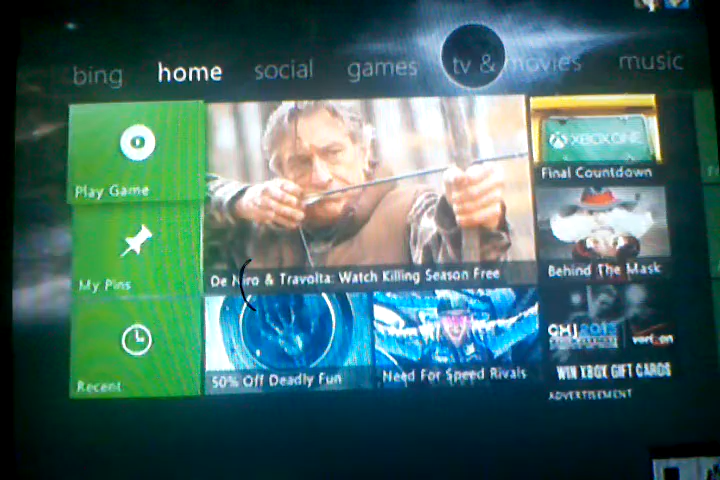 bing home social games tv & movies music
Play Game
My Pins
Recent
De Niro & Travolta: Watch Killing Season Free
50% Off Deadly Fun
Need For Speed Rivals
XBOX ONE
Final Countdown
Behind The Mask
verizon
WIN XBOX GIFT CARDS
ADVERTISEMENT